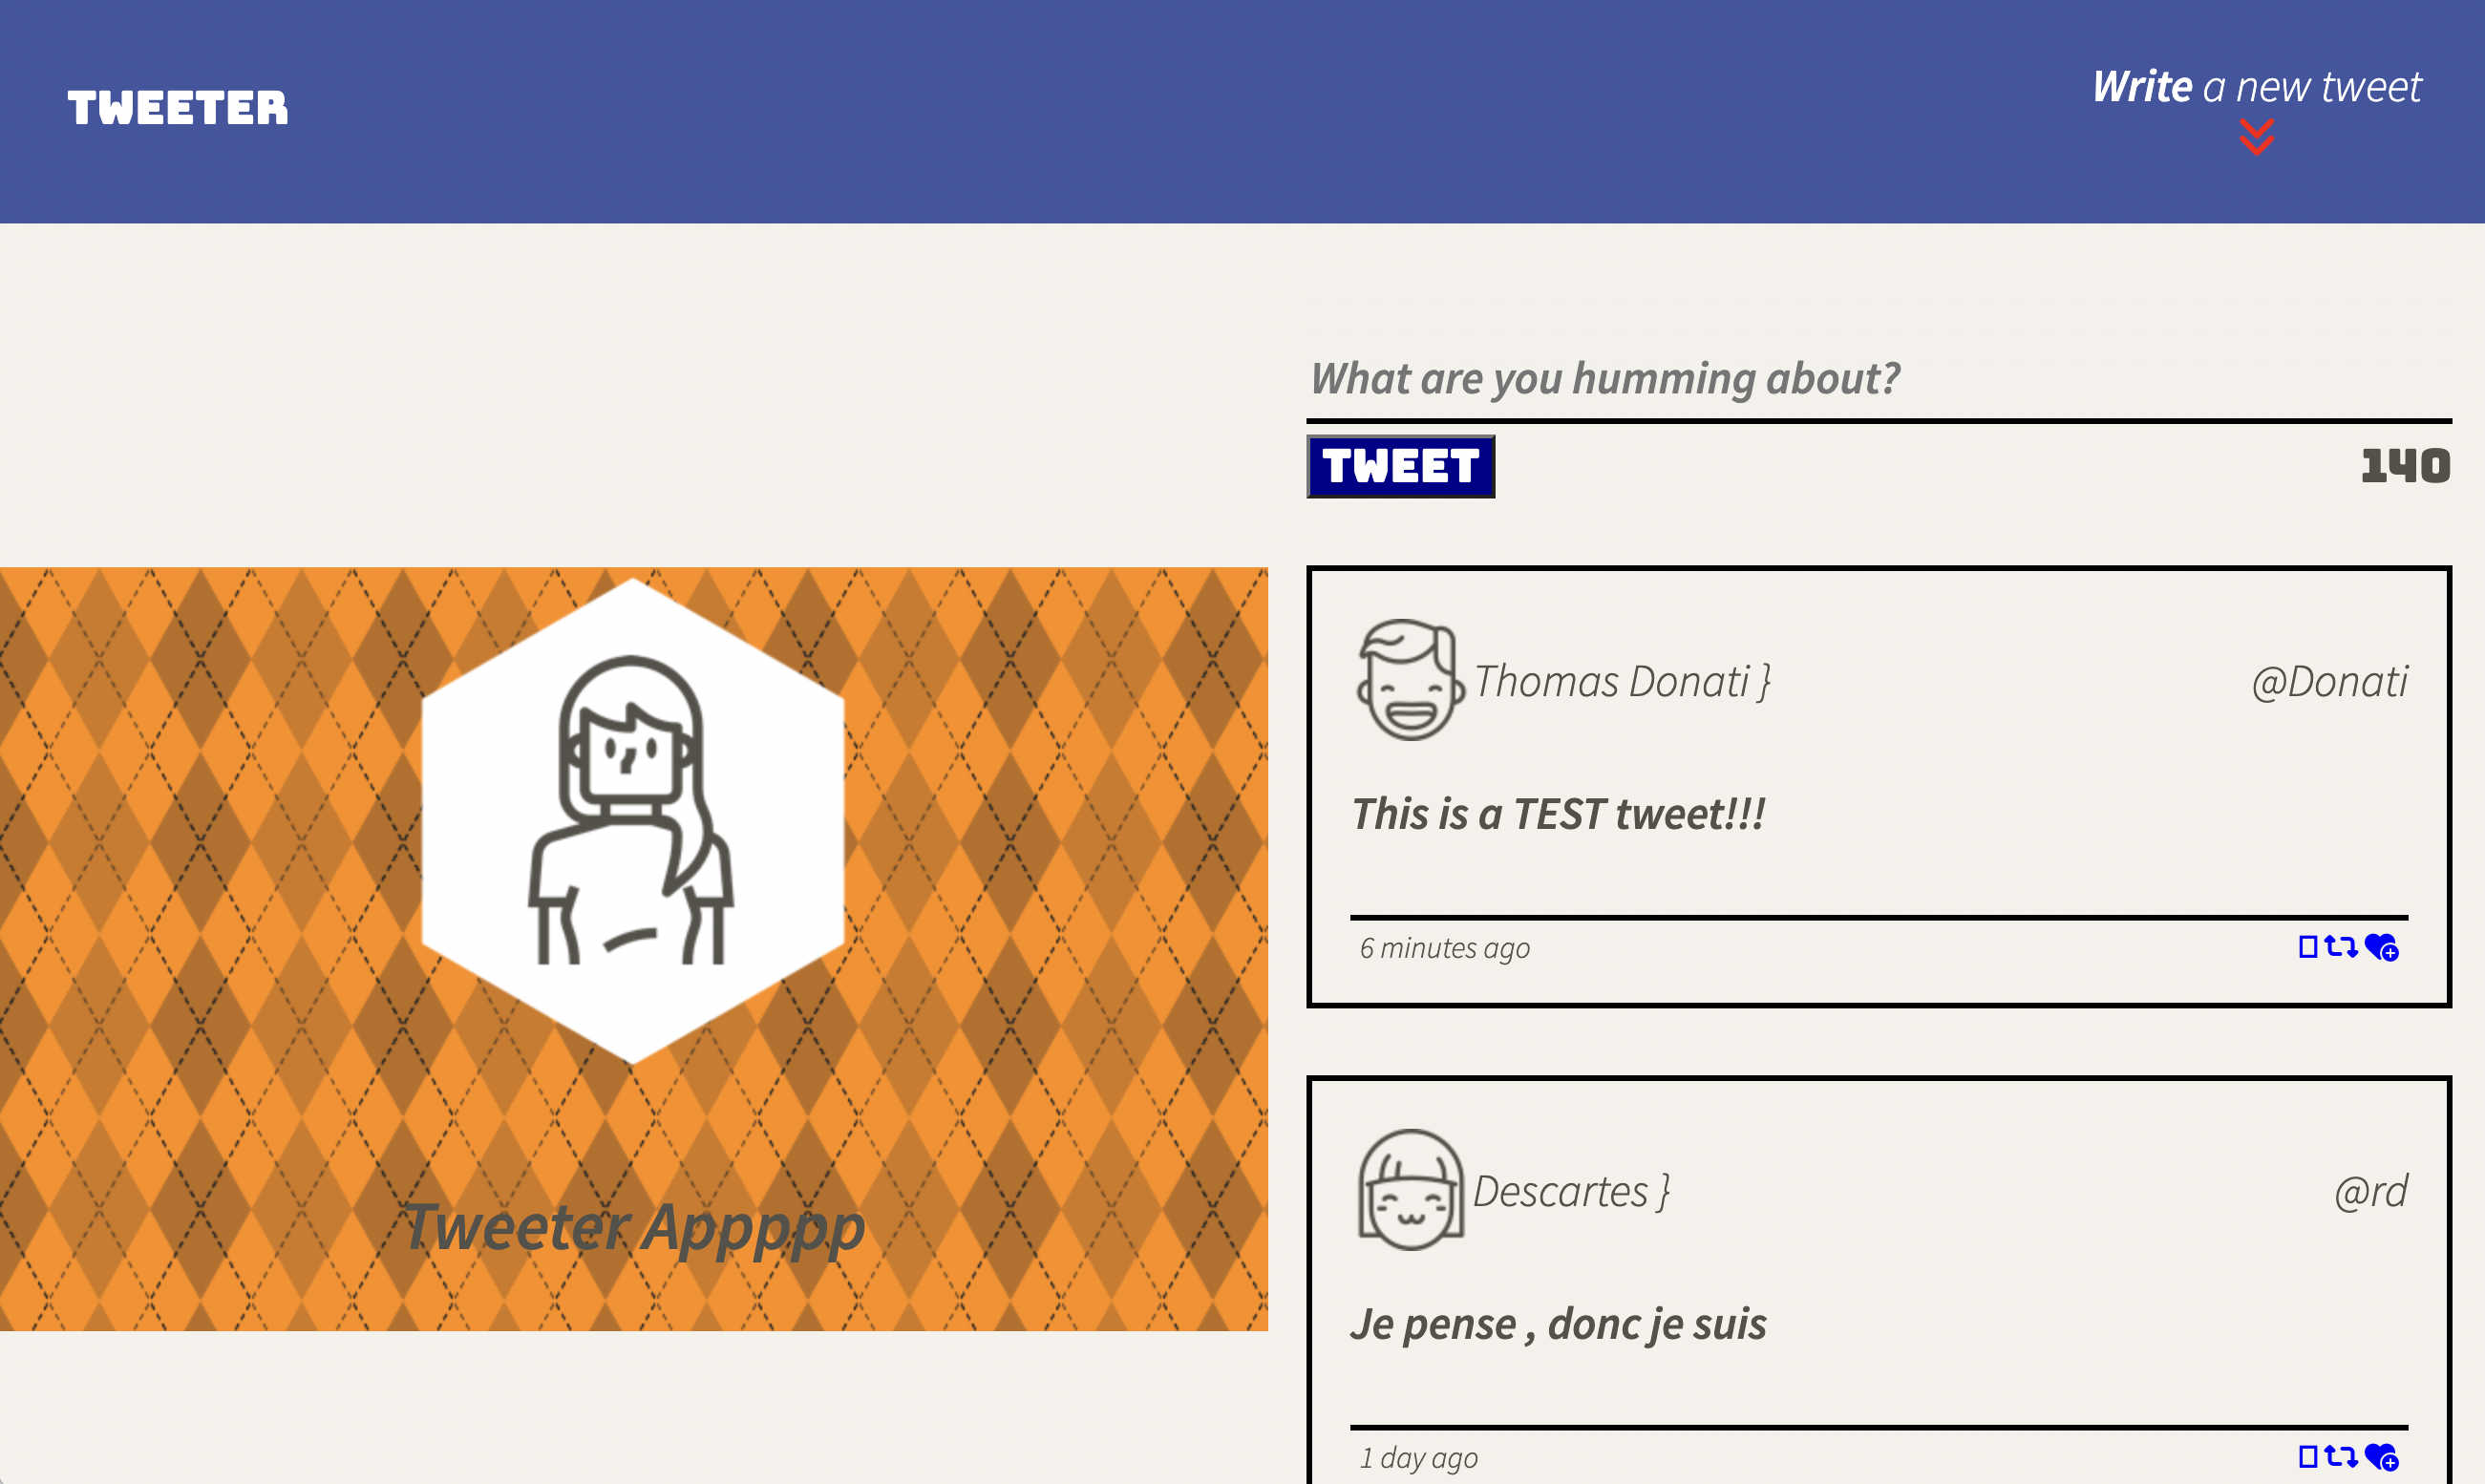 TWEETER
Write a new tweet
What are you humming about?
TWEET
140
Tweeter Appppp
Thomas Donati }
@Donati
This is a TEST tweet!!!
6 minutes ago
Descartes }
@rd
Je pense , donc je suis
1 day ago